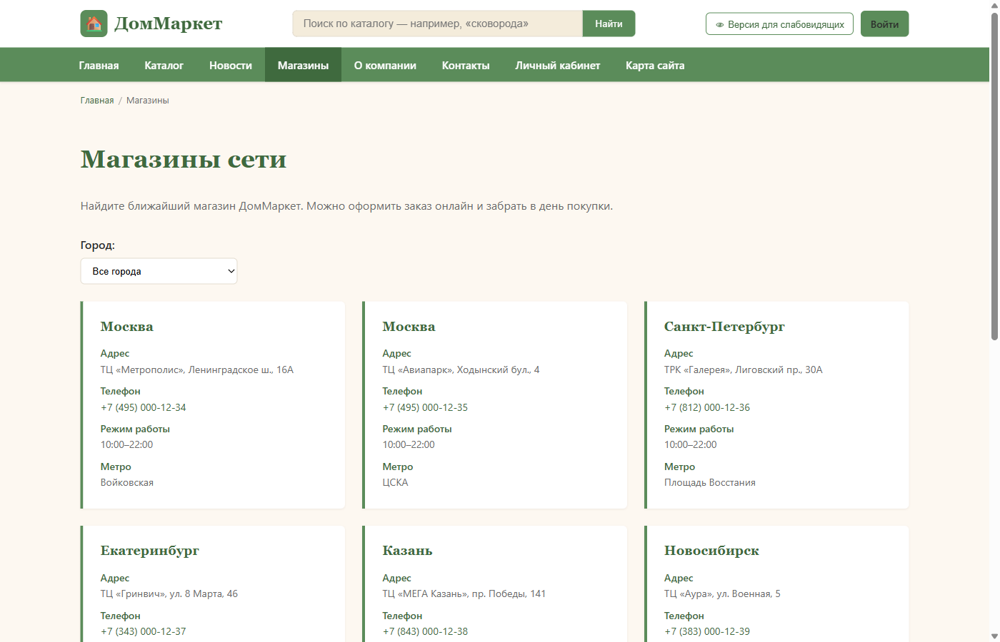 ДомМаркет
Поиск по каталогу — например, «сковорода»
Найти
Версия для слабовидящих
Войти
Главная
Каталог
Новости
Магазины
О компании
Контакты
Личный кабинет
Карта сайта
Главная / Магазины
Магазины сети
Найдите ближайший магазин ДомМаркет. Можно оформить заказ онлайн и забрать в день покупки.
Город:
Все города
Москва
Адрес
ТЦ «Метрополис», Ленинградское ш., 16А
Телефон
+7 (495) 000-12-34
Режим работы
10:00–22:00
Метро
Войковская
Москва
Адрес
ТЦ «Авиапарк», Ходынский бул., 4
Телефон
+7 (495) 000-12-35
Режим работы
10:00–22:00
Метро
ЦСКА
Санкт-Петербург
Адрес
ТРК «Галерея», Лиговский пр., 30А
Телефон
+7 (812) 000-12-36
Режим работы
10:00–22:00
Метро
Площадь Восстания
Екатеринбург
Адрес
ТЦ «Гринвич», ул. 8 Марта, 46
Телефон
+7 (343) 000-12-37
Казань
Адрес
ТЦ «МЕГА Казань», пр. Победы, 141
Телефон
+7 (843) 000-12-38
Новосибирск
Адрес
ТЦ «Аура», ул. Военная, 5
Телефон
+7 (383) 000-12-39